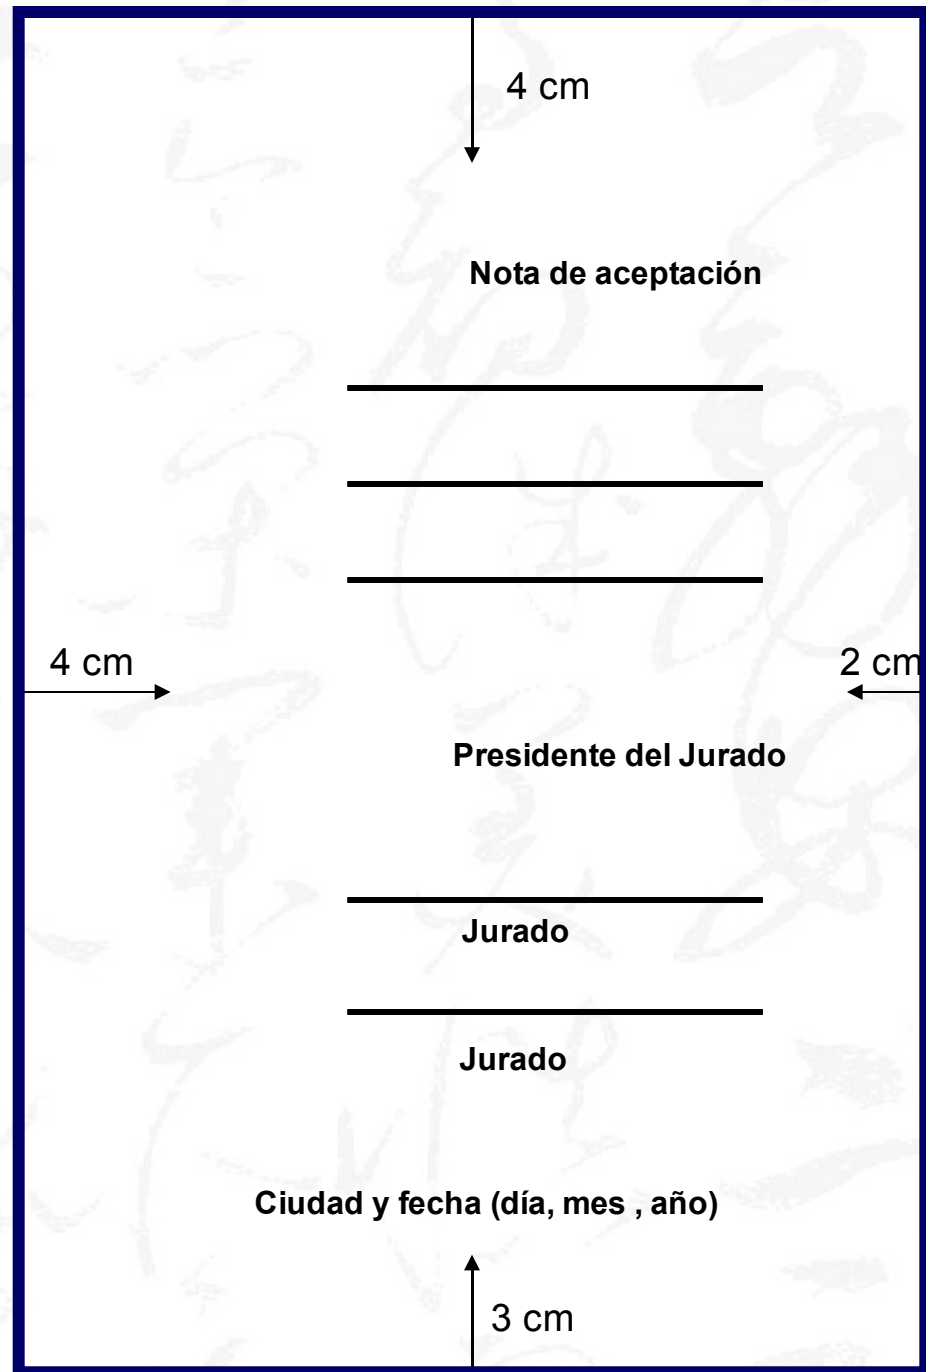 4 cm
Nota de aceptación
4 cm
2 cm
Presidente del Jurado
Jurado
Jurado
Ciudad y fecha (día, mes , año)
3 cm